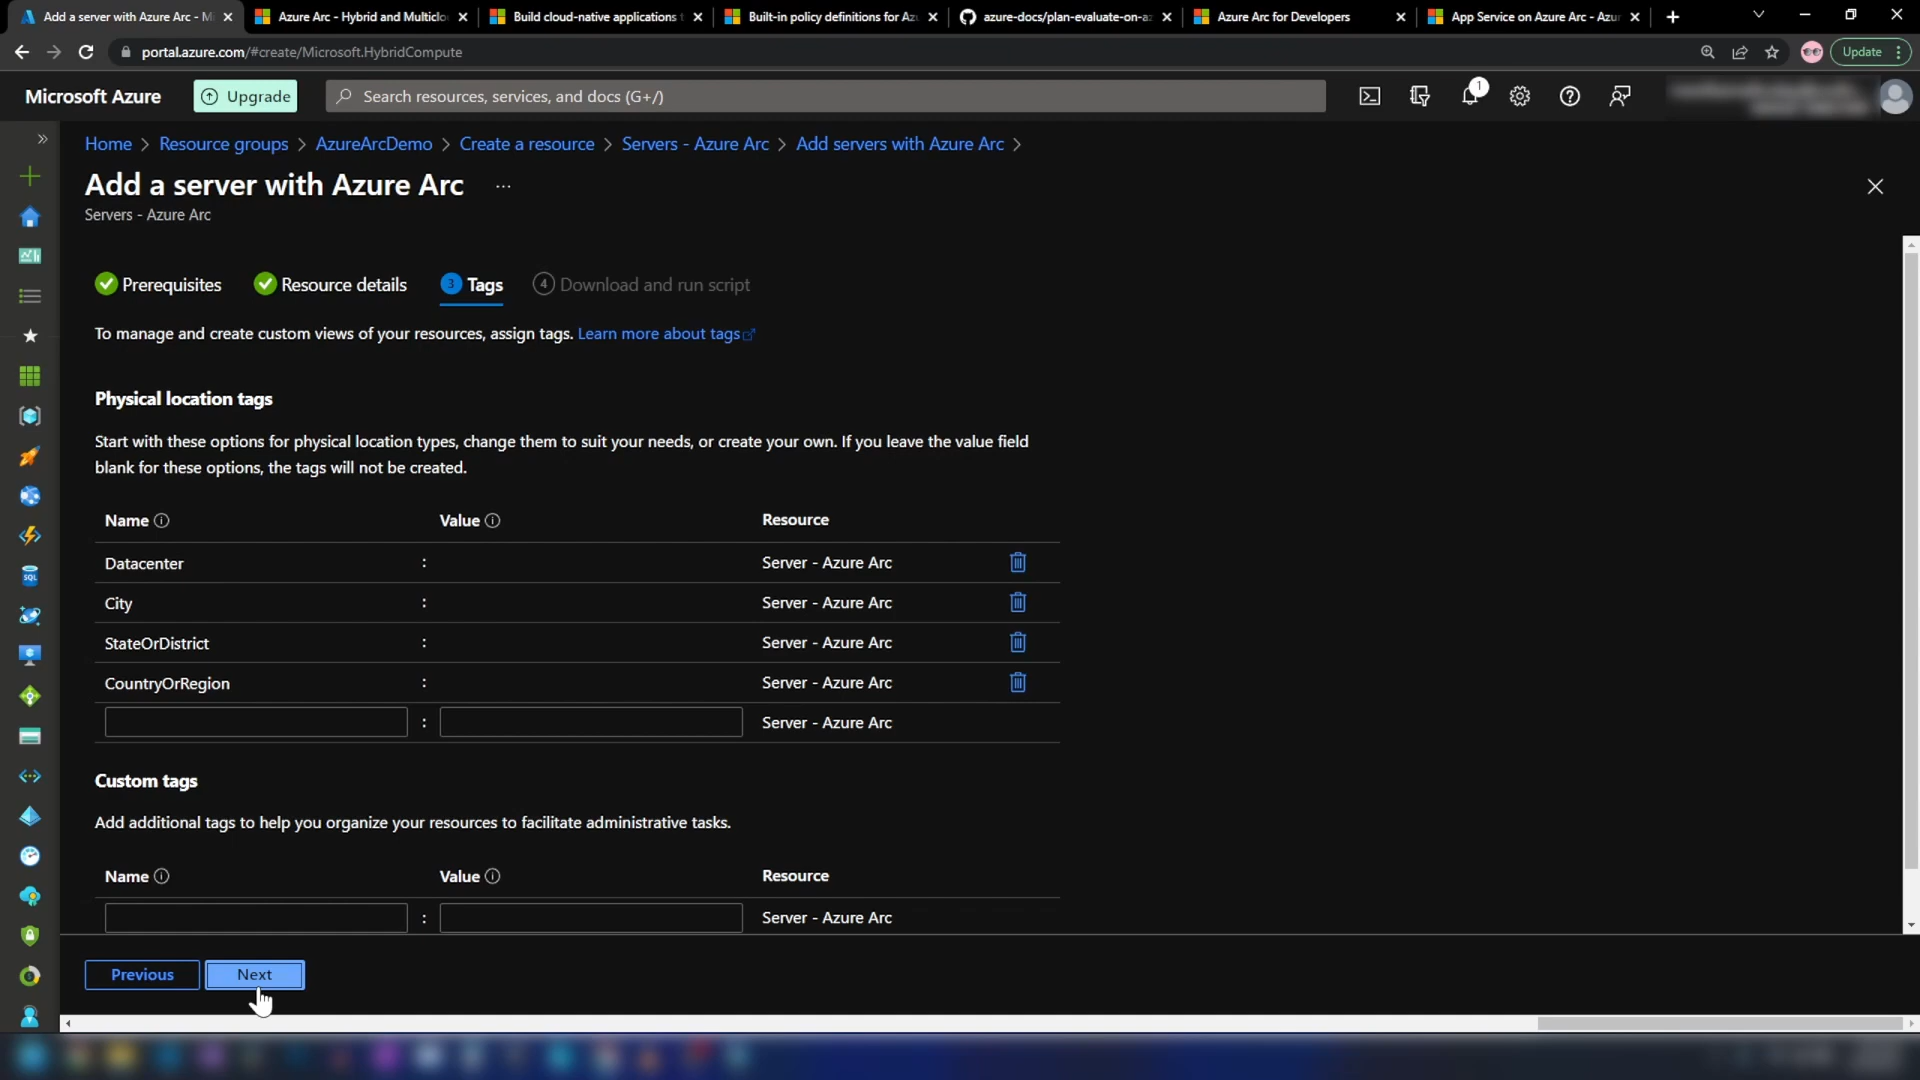 Add a server with Azure Arc - Mi
Azure Arc - Hybrid and Multiclo
Build cloud-native applications
Built-in policy definitions for Az
azure-docs/plan-evaluate-on-a
Azure Arc for Developers
App Service on Azure Arc - Azu
portal.azure.com/#create/Microsoft.HybridCompute
Update
Microsoft Azure
Upgrade
Search resources, services, and docs (G+/)
1
Home > Resource groups > AzureArcDemo > Create a resource > Servers - Azure Arc > Add servers with Azure Arc >
Add a server with Azure Arc ...
Servers - Azure Arc
Prerequisites
Resource details
3 Tags
4 Download and run script
To manage and create custom views of your resources, assign tags. Learn more about tags
Physical location tags
Start with these options for physical location types, change them to suit your needs, or create your own. If you leave the value field
blank for these options, the tags will not be created.
Name Value Resource
Datacenter : Server - Azure Arc
City : Server - Azure Arc
StateOrDistrict : Server - Azure Arc
CountryOrRegion : Server - Azure Arc
: Server - Azure Arc
Custom tags
Add additional tags to help you organize your resources to facilitate administrative tasks.
Name Value Resource
: Server - Azure Arc
Previous Next
SQL